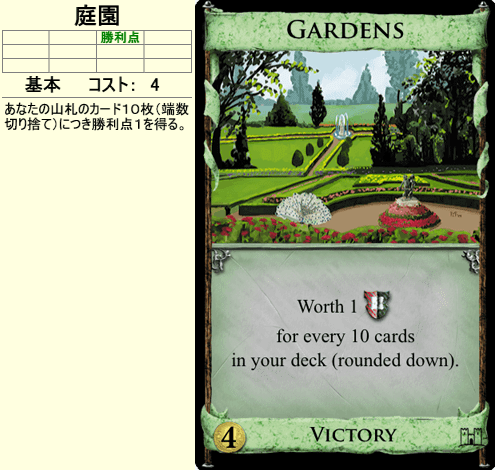 庭園
勝利点
基本 コスト： 4
あなたの山札のカード１０枚（端数
切り捨て）につき勝利点１を得る。
GARDENS
Worth 1
for every 10 cards
in your deck (rounded down).
4 VICTORY